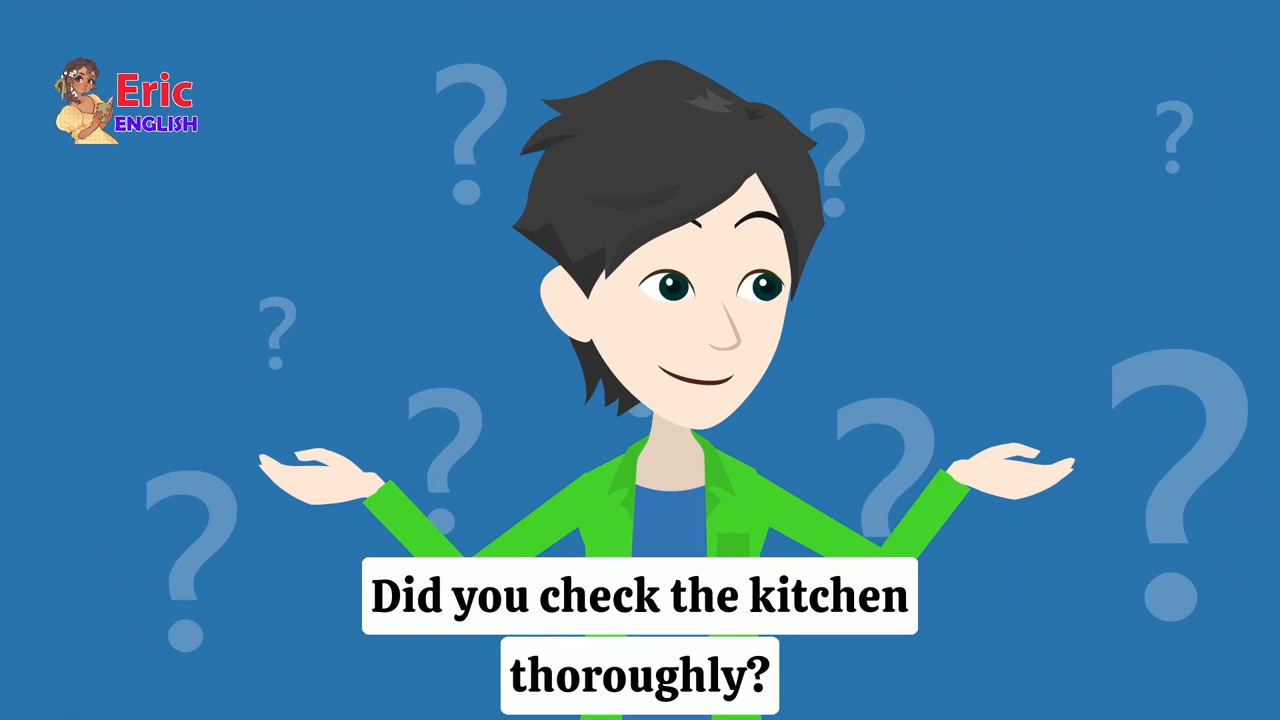 Eric
ENGLISH
? ? ?
?
? ? ?
?
Did you check the kitchen
thoroughly?